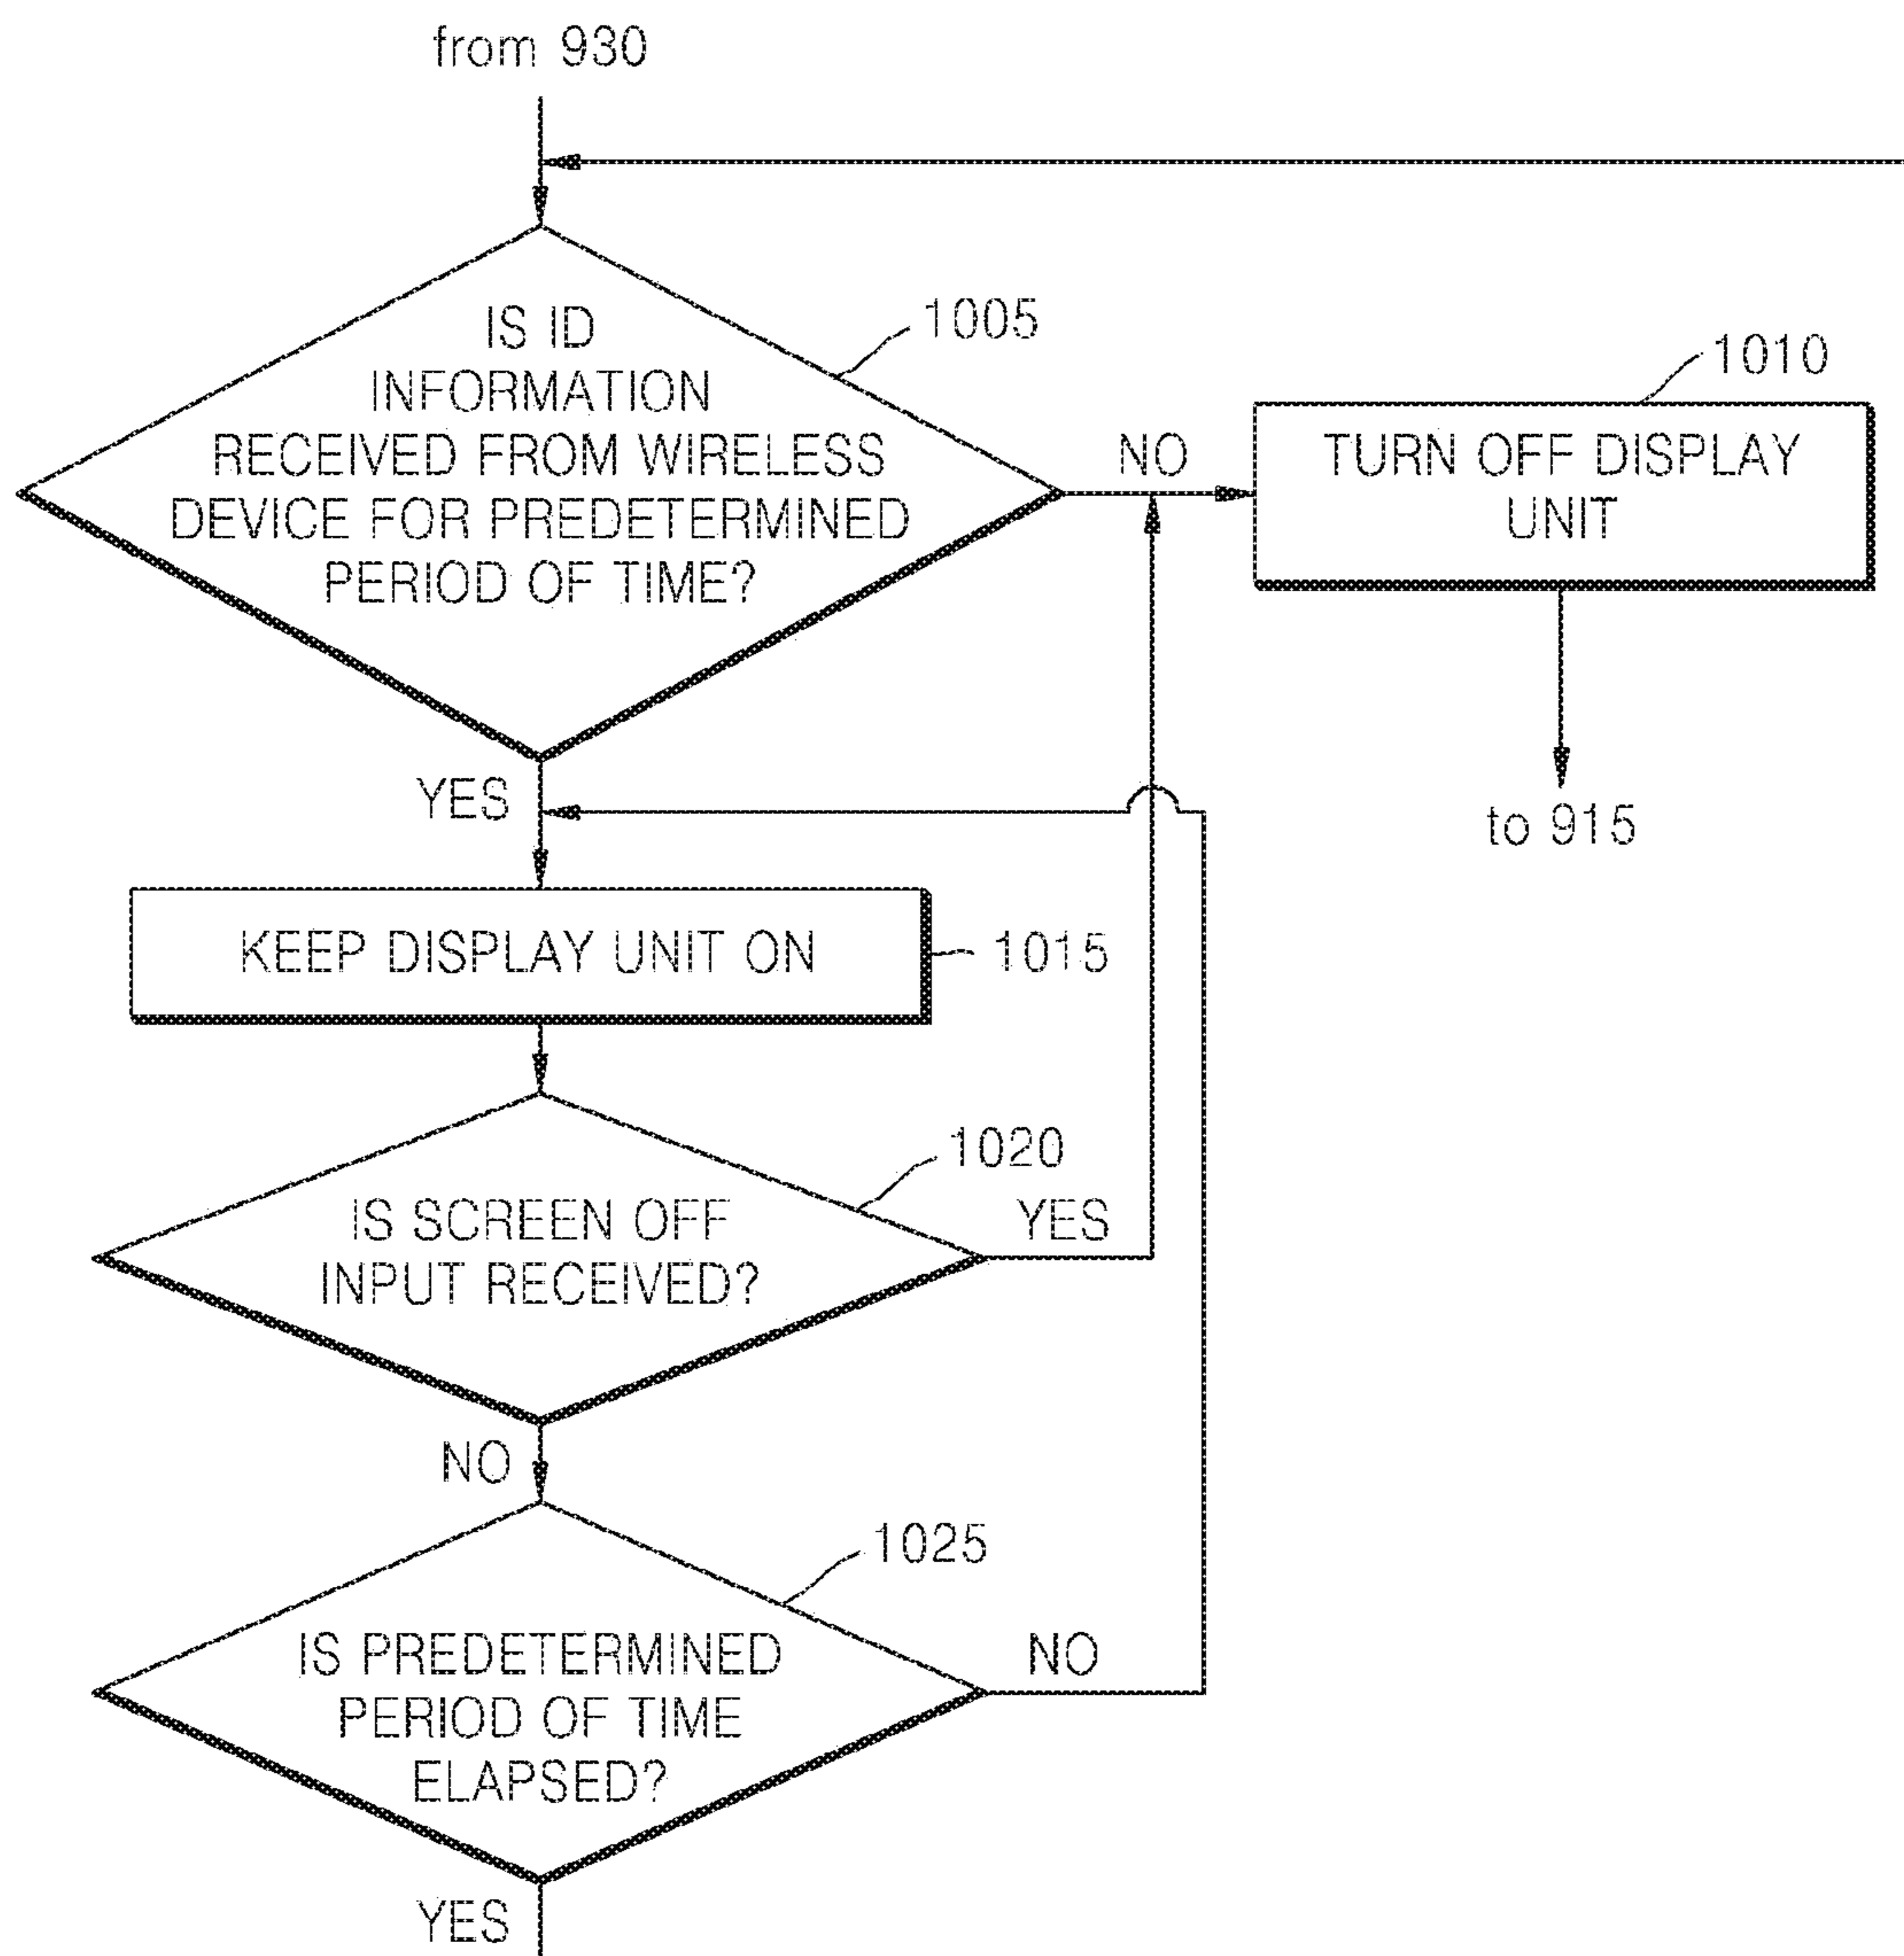 from 930
IS ID
INFORMATION
RECEIVED FROM WIRELESS
DEVICE FOR PREDETERMINED
PERIOD OF TIME?
1005
NO
1010
TURN OFF DISPLAY
UNIT
to 915
YES
KEEP DISPLAY UNIT ON
1015
1020
IS SCREEN OFF
INPUT RECEIVED?
YES
NO
1025
IS PREDETERMINED
PERIOD OF TIME
ELAPSED?
NO
YES